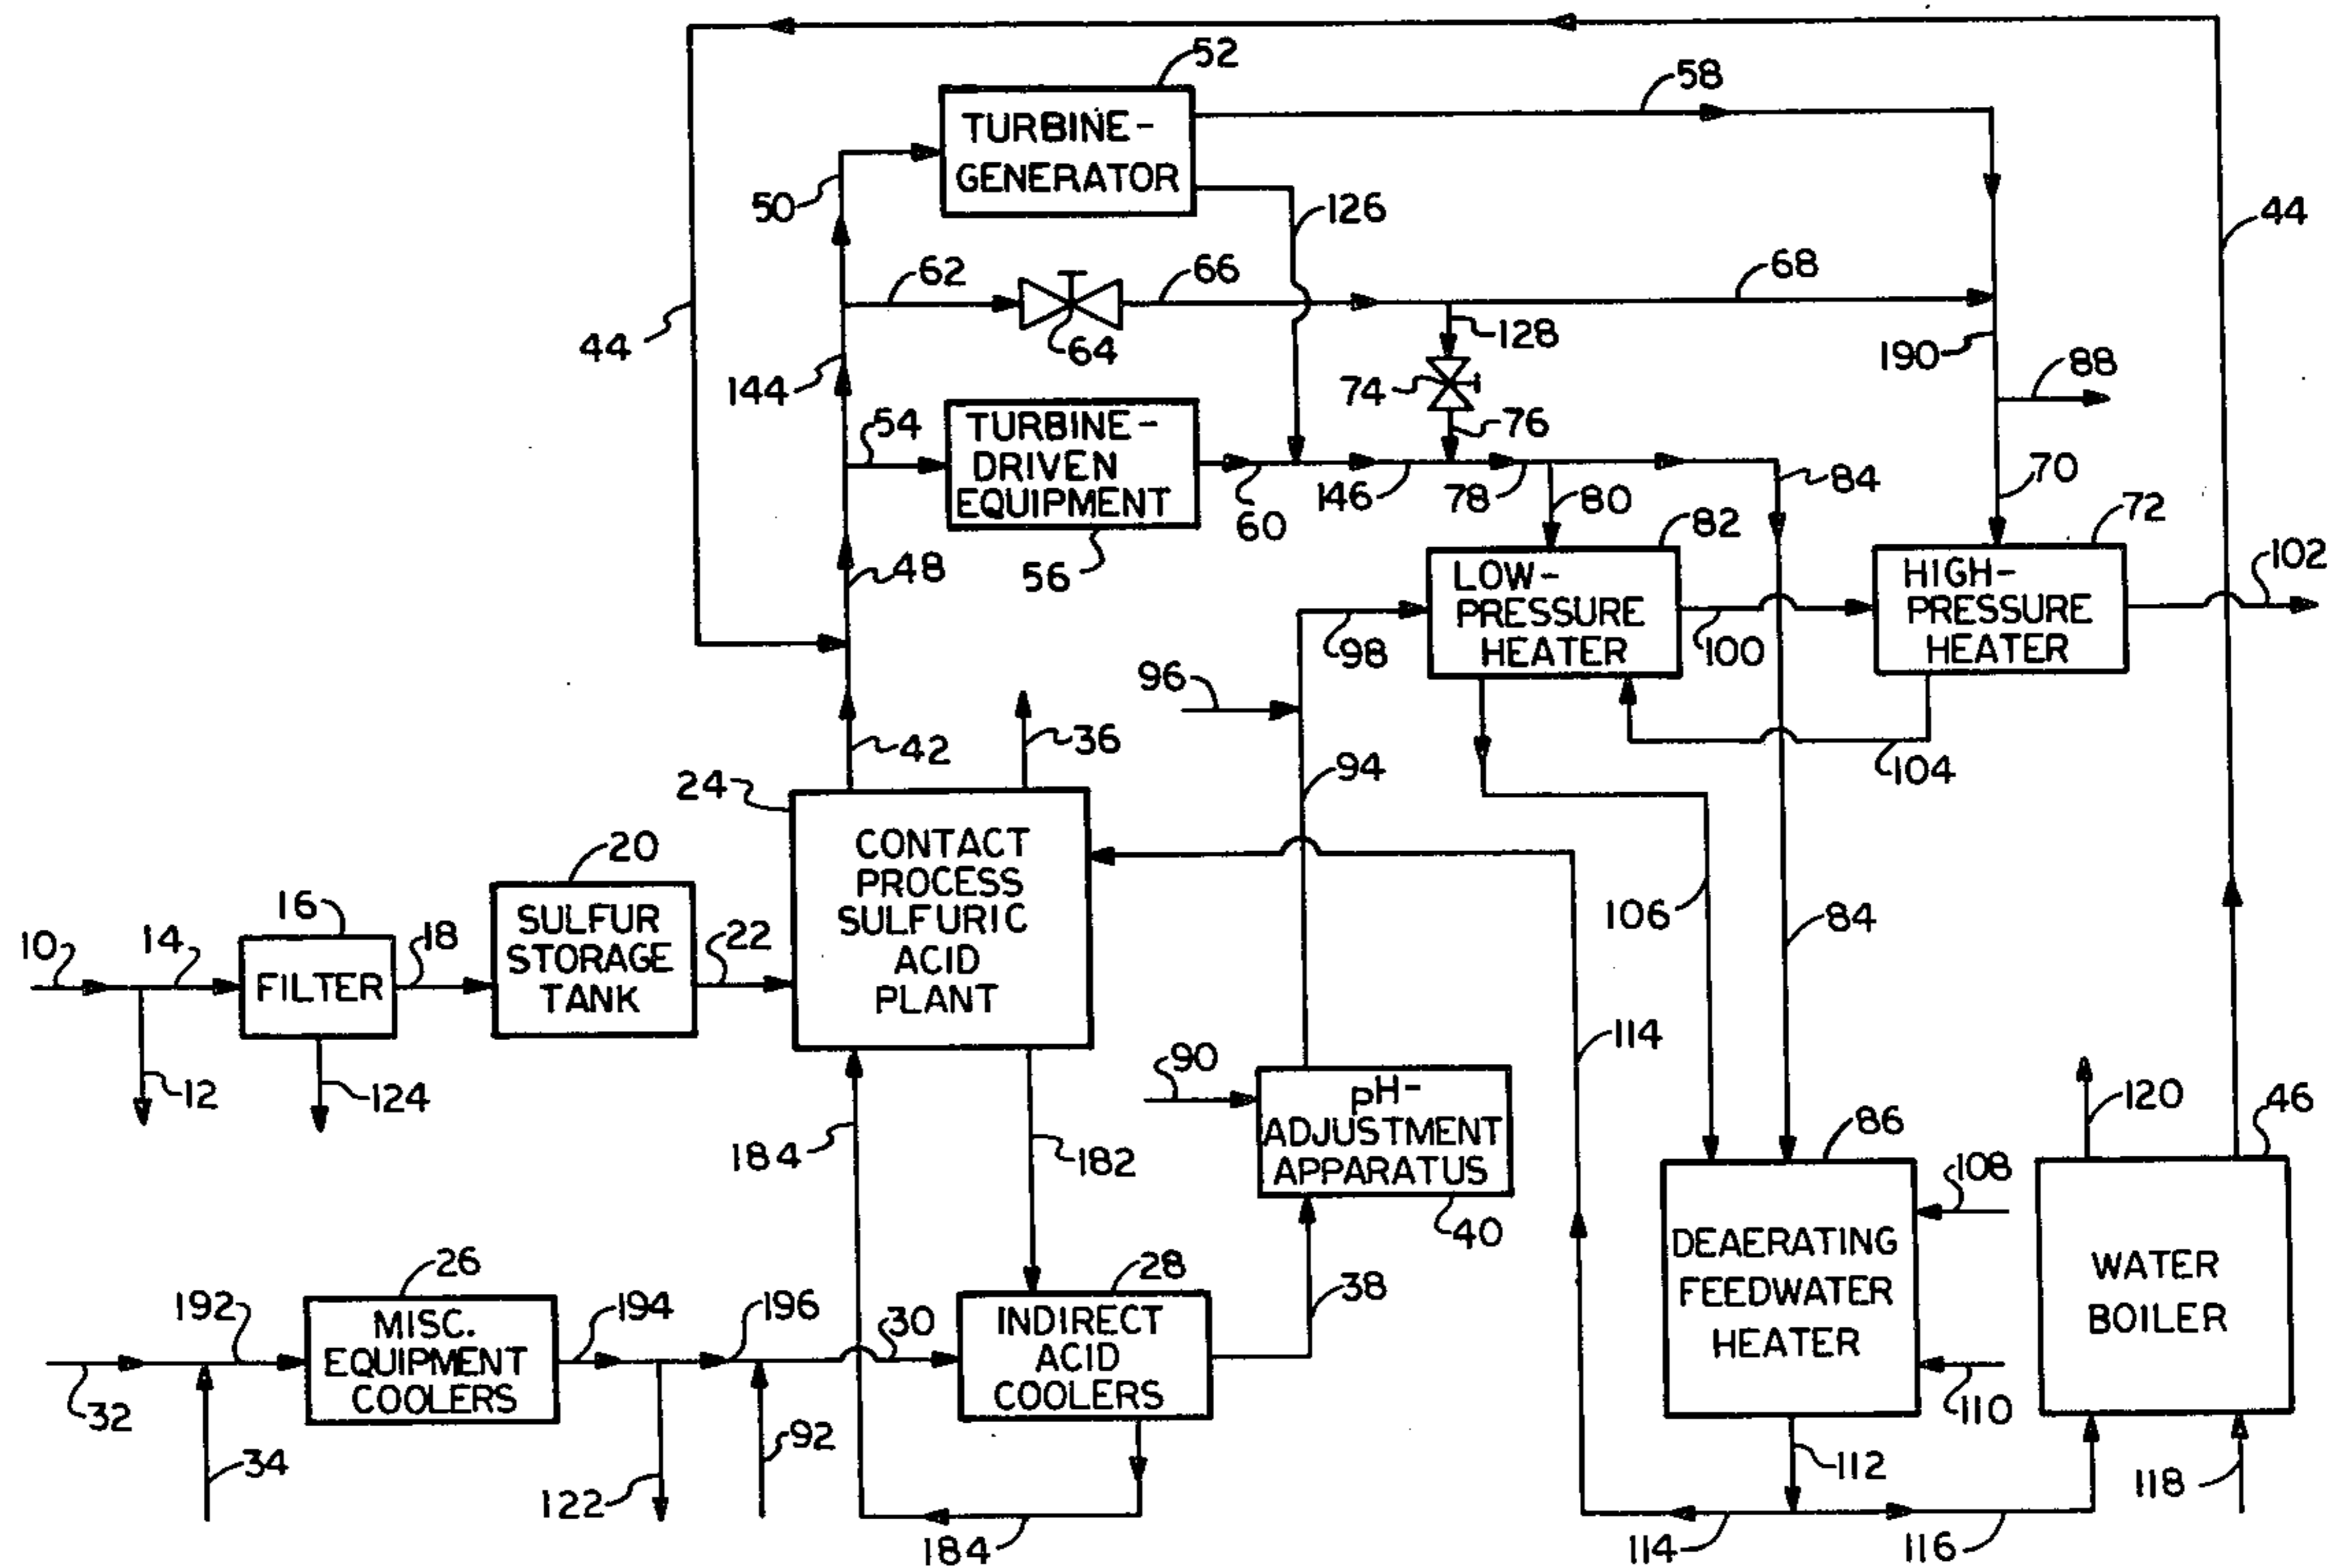 52
58
TURBINE-
GENERATOR
50
126
44
62
66
68
64
128
44
190
88
144
74
54
76
TURBINE-
DRIVEN
EQUIPMENT
84
70
60
146
78
80
82
72
102
56
48
LOW-
PRESSURE
HEATER
HIGH-
PRESSURE
HEATER
98
100
96
42
36
94
104
24
20
CONTACT
PROCESS
SULFURIC
ACID
PLANT
16
106
84
10
14
18
SULFUR
STORAGE
TANK
22
FILTER
114
12
124
90
pH-
ADJUSTMENT
APPARATUS
120
46
184
182
86
108
40
26
28
38
DEAERATING
FEEDWATER
HEATER
WATER
BOILER
192
194
196
30
MISC.
EQUIPMENT
COOLERS
INDIRECT
ACID
COOLERS
32
110
34
92
112
118
122
184
114
116